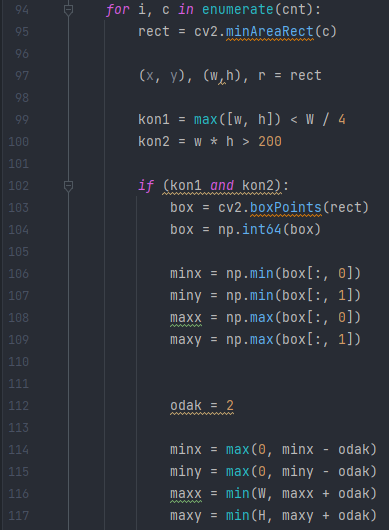 94 for i, c in enumerate(cnt):
95 rect = cv2.minAreaRect(c)
96
97 (x, y), (w,h), r = rect
98
99 kon1 = max([w, h]) < W / 4
100 kon2 = w * h > 200
101
102 if (kon1 and kon2):
103 box = cv2.boxPoints(rect)
104 box = np.int64(box)
105
106 minx = np.min(box[:, 0])
107 miny = np.min(box[:, 1])
108 maxx = np.max(box[:, 0])
109 maxy = np.max(box[:, 1])
110
111
112 odak = 2
113
114 minx = max(0, minx - odak)
115 miny = max(0, miny - odak)
116 maxx = min(W, maxx + odak)
117 maxy = min(H, maxy + odak)